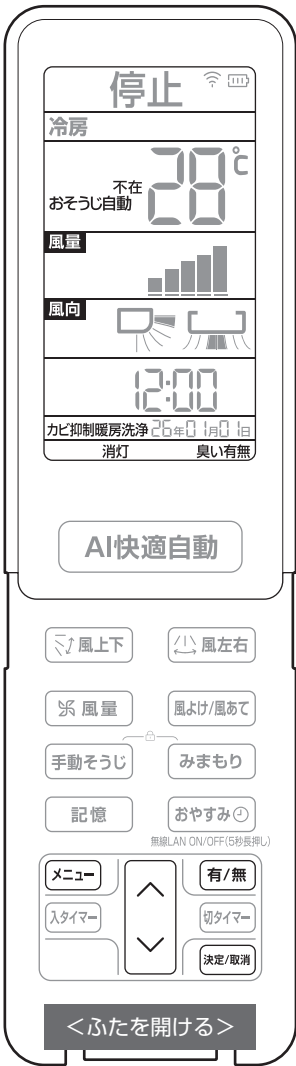 停止
冷房
不在
おそうじ自動
28℃
風量
風向
12:00
カビ抑制暖房洗浄 26年01月01日
消灯 臭い有無
AI快適自動
風上下 風左右
風量 風よけ/風あて
手動そうじ みまもり
記憶 おやすみ
無線LAN ON/OFF(5秒長押し)
メニュー 有/無
入タイマー 切タイマー
決定/取消
<ふたを開ける>